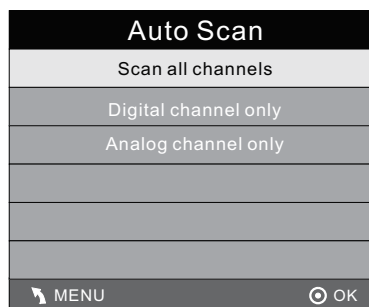 Auto Scan
Scan all channels
Digital channel only
Analog channel only
MENU OK